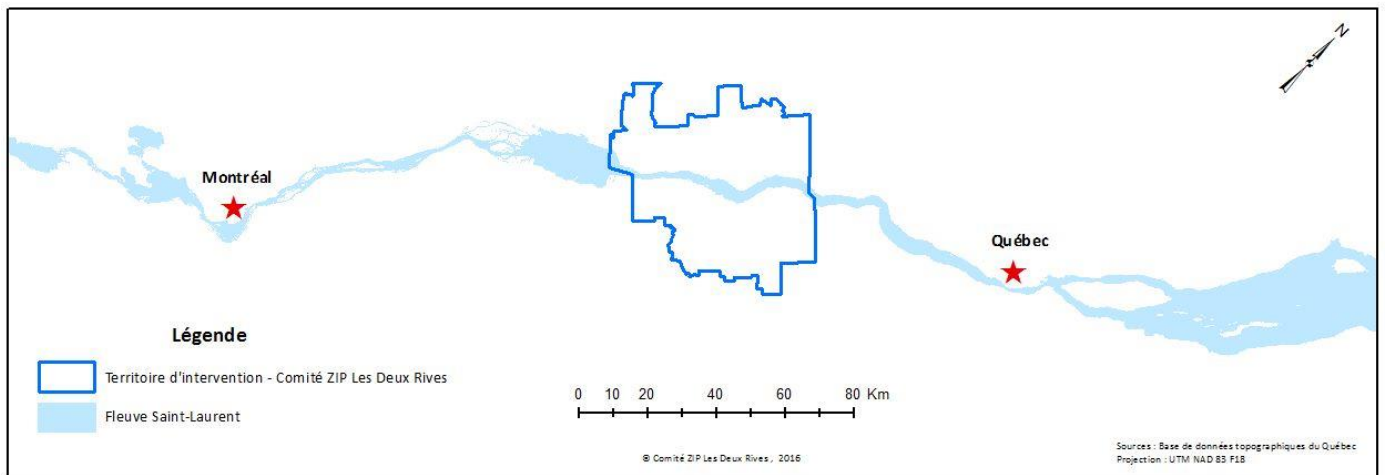 N
Montréal
Québec
Légende
Territoire d'intervention - Comité ZIP Les Deux Rives
Fleuve Saint-Laurent
0 10 20 40 60 80 Km
© Comité ZIP Les Deux Rives , 2016
Sources : Base de données topographiques du Québec
Projection : UTM NAD 83 F18